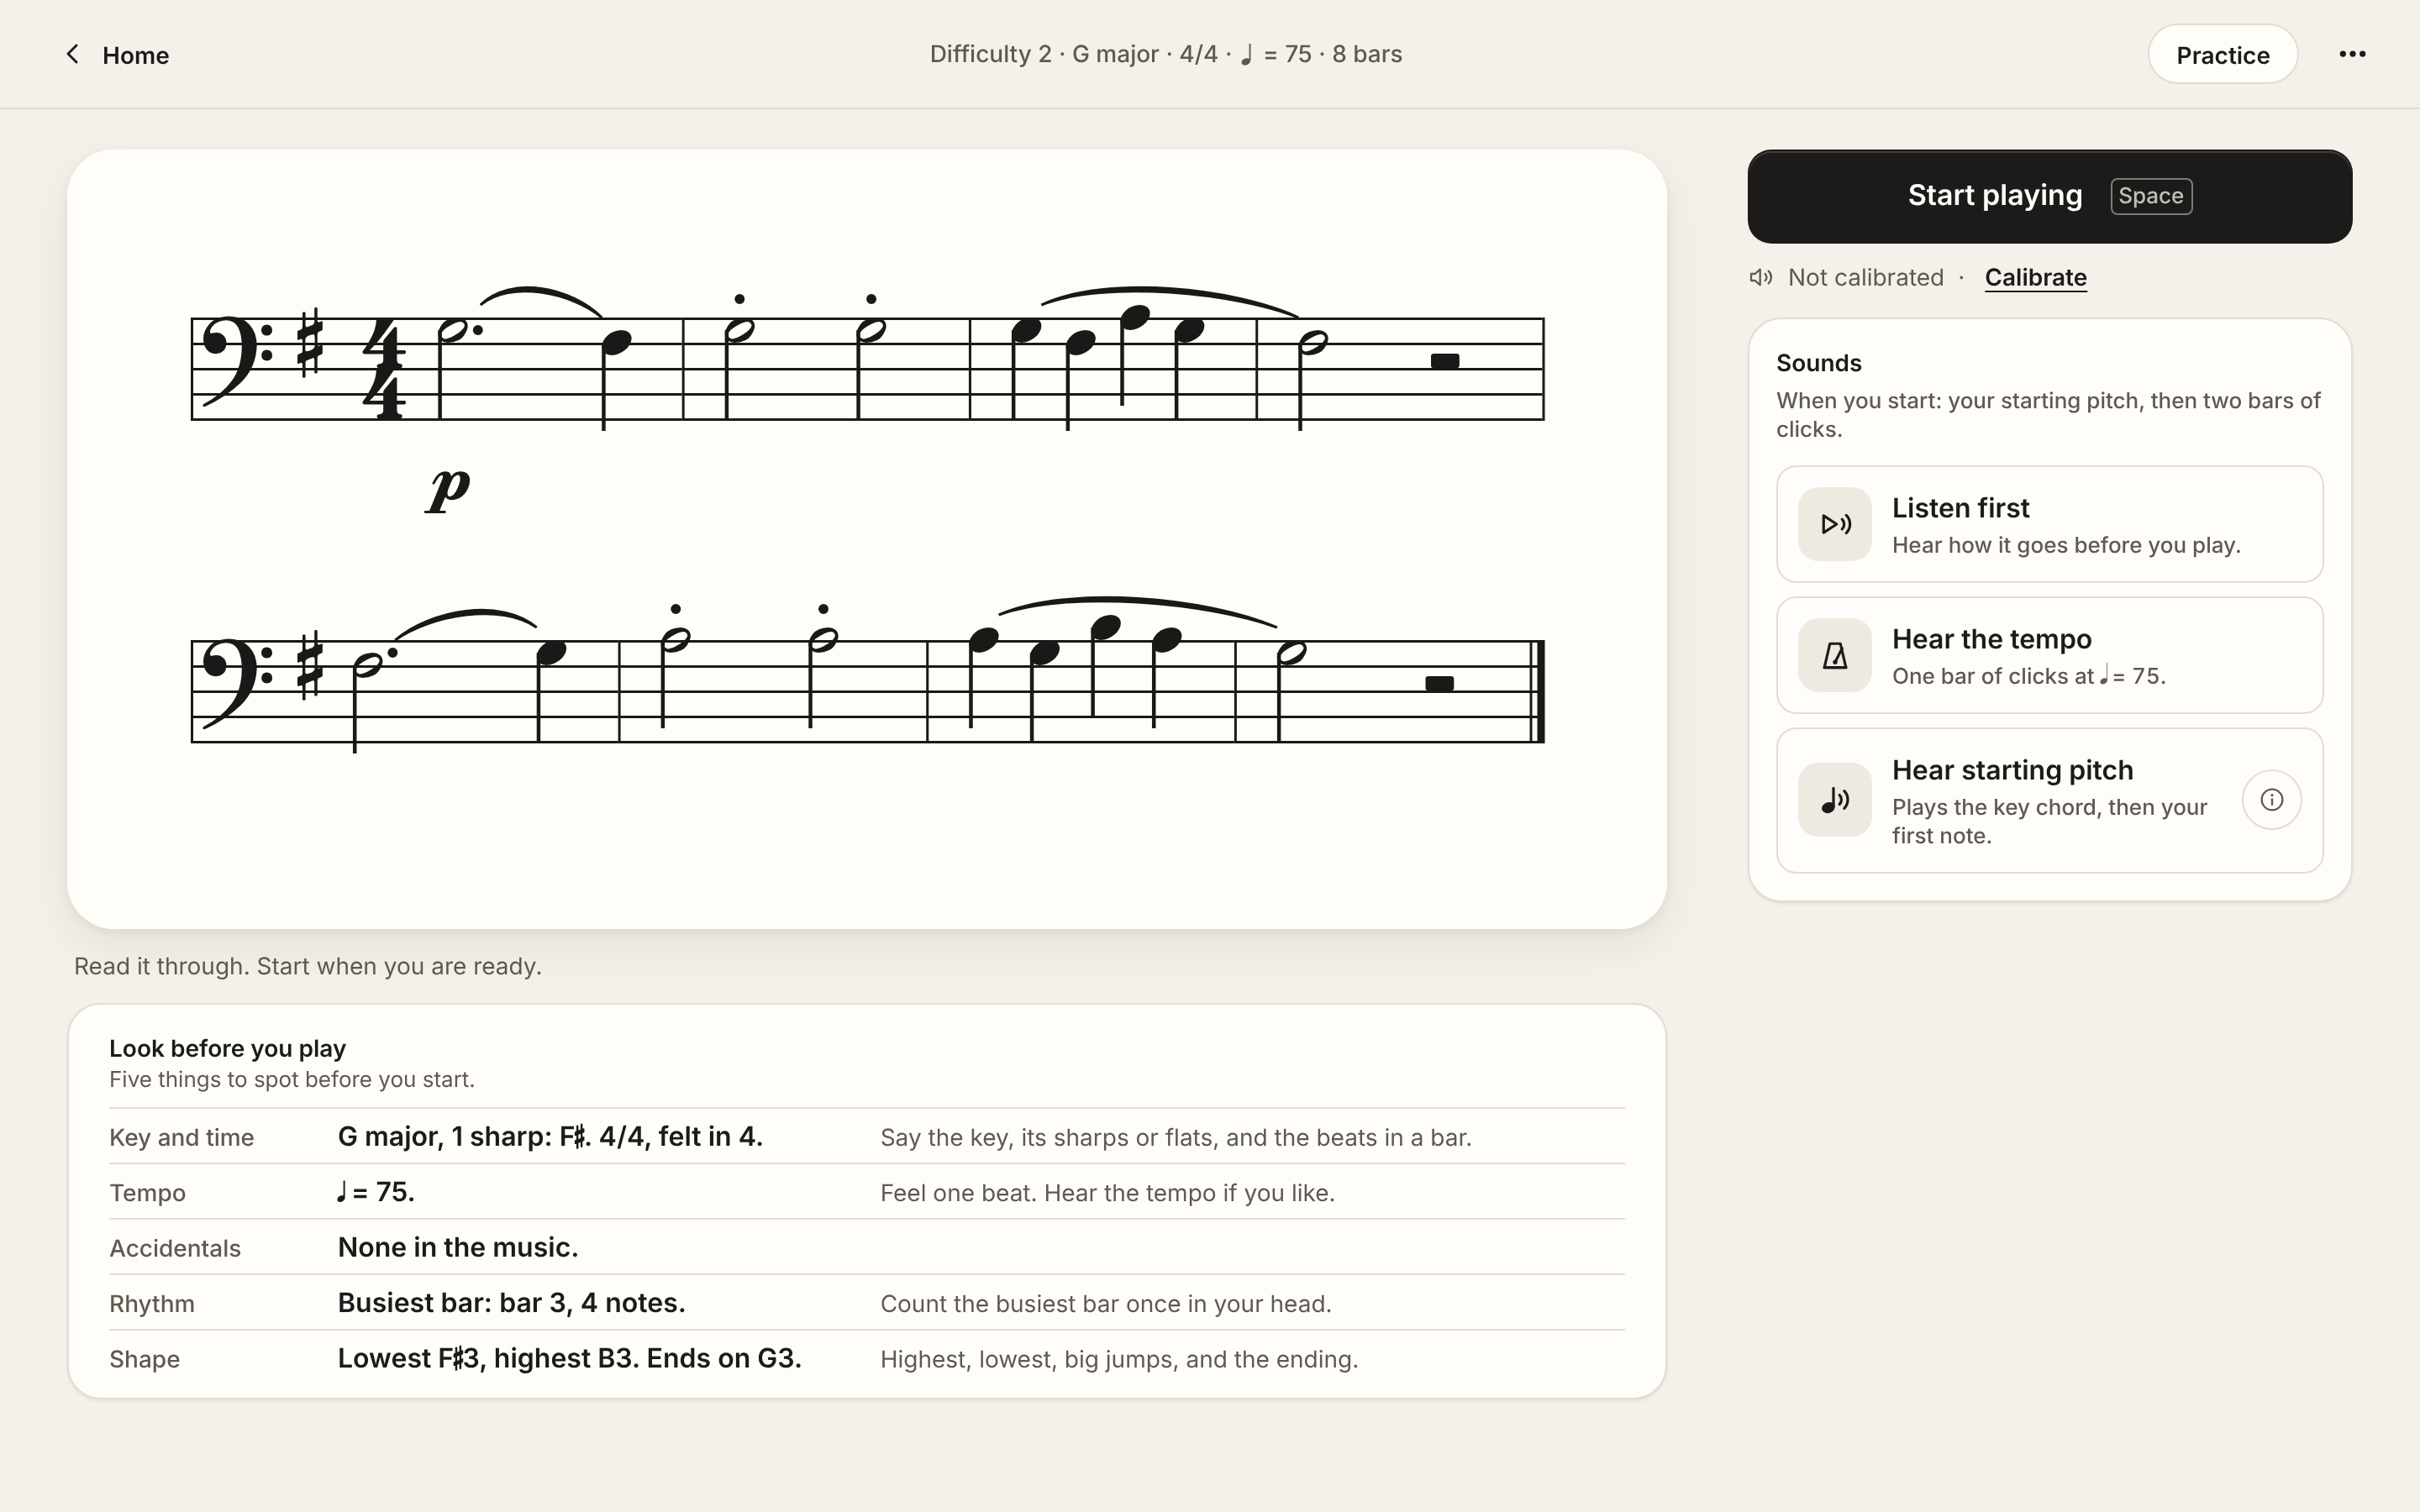 Home
Difficulty 2 · G major · 4/4 · ♩ = 75 · 8 bars
Practice
Start playing Space
Not calibrated · Calibrate
Sounds
When you start: your starting pitch, then two bars of
clicks.
Listen first
Hear how it goes before you play.
Hear the tempo
One bar of clicks at ♩= 75.
Hear starting pitch
Plays the key chord, then your
first note.
4
4
p
Read it through. Start when you are ready.
Look before you play
Five things to spot before you start.
Key and time G major, 1 sharp: F♯. 4/4, felt in 4. Say the key, its sharps or flats, and the beats in a bar.
Tempo ♩= 75. Feel one beat. Hear the tempo if you like.
Accidentals None in the music.
Rhythm Busiest bar: bar 3, 4 notes. Count the busiest bar once in your head.
Shape Lowest F♯3, highest B3. Ends on G3. Highest, lowest, big jumps, and the ending.